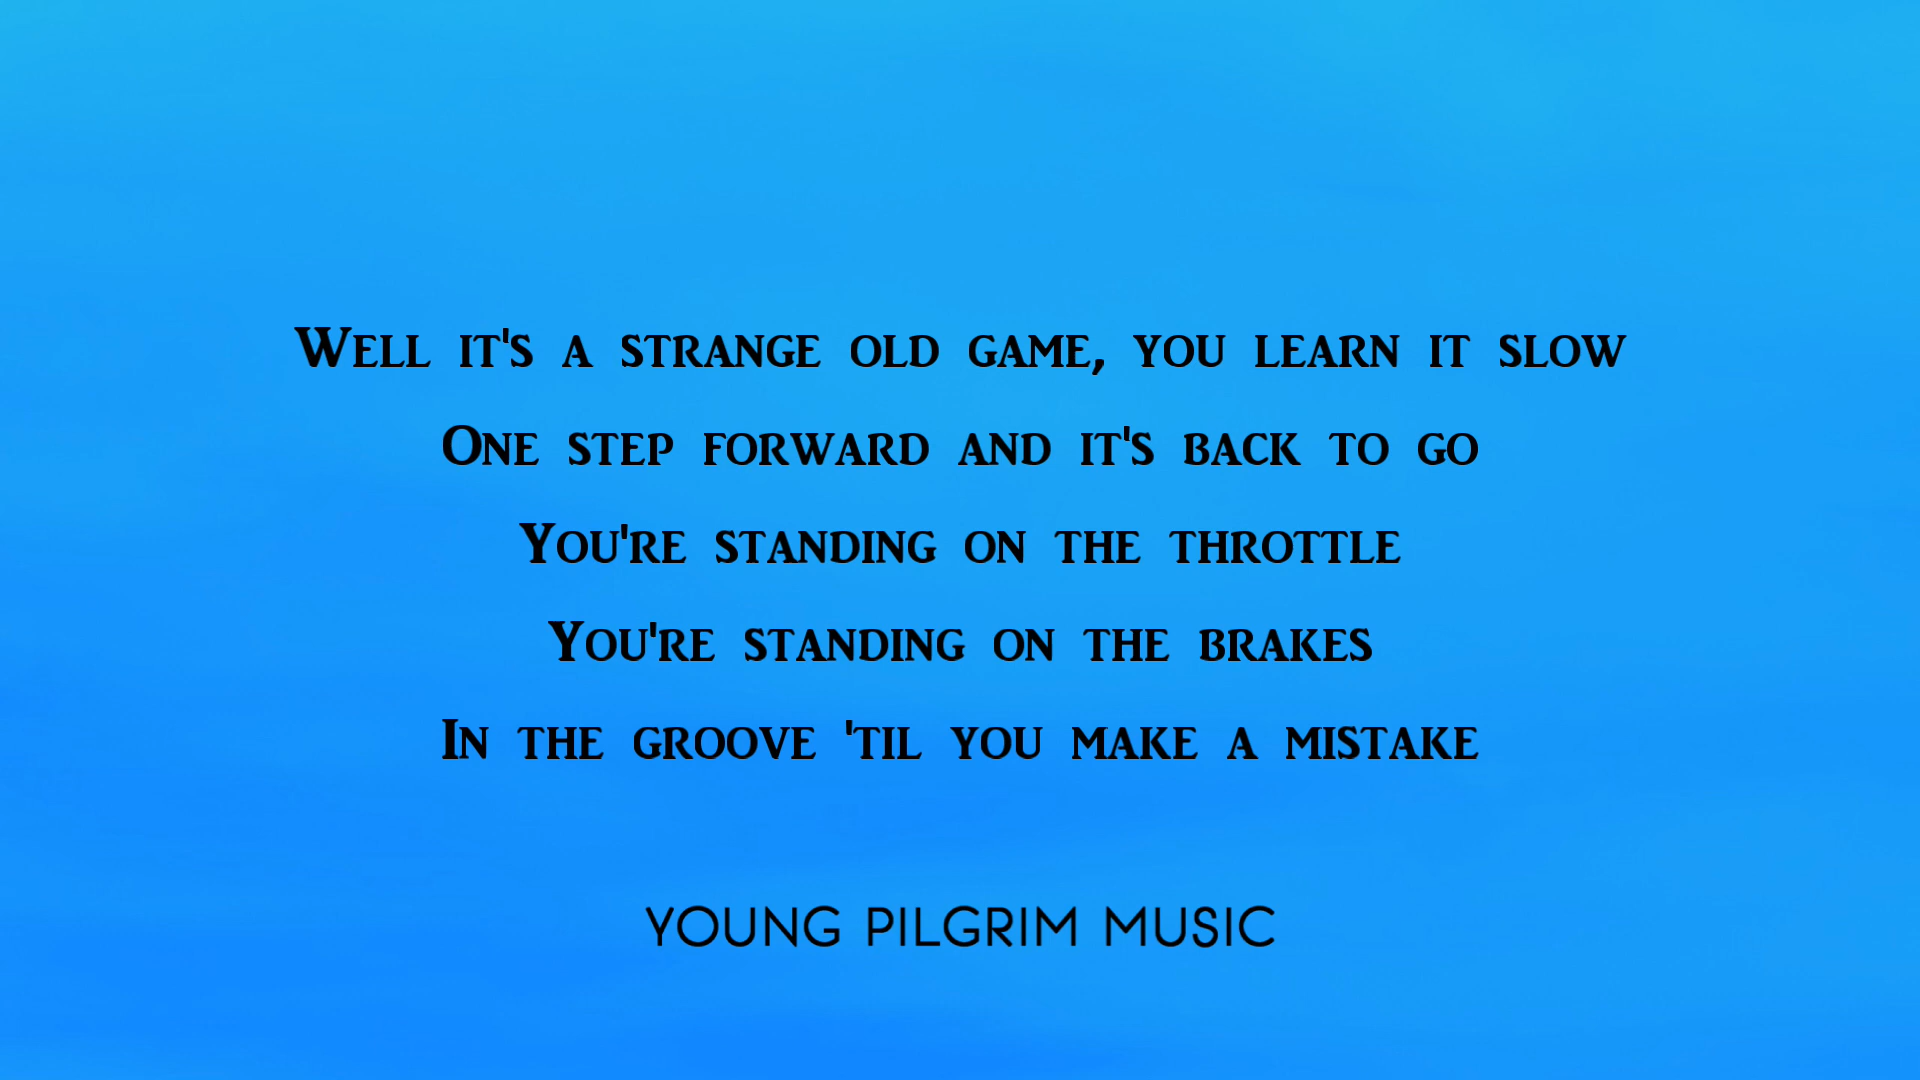 Well it's a strange old game, you learn it slow
One step forward and it's back to go
You're standing on the throttle
You're standing on the brakes
In the groove 'til you make a mistake
YOUNG PILGRIM MUSIC